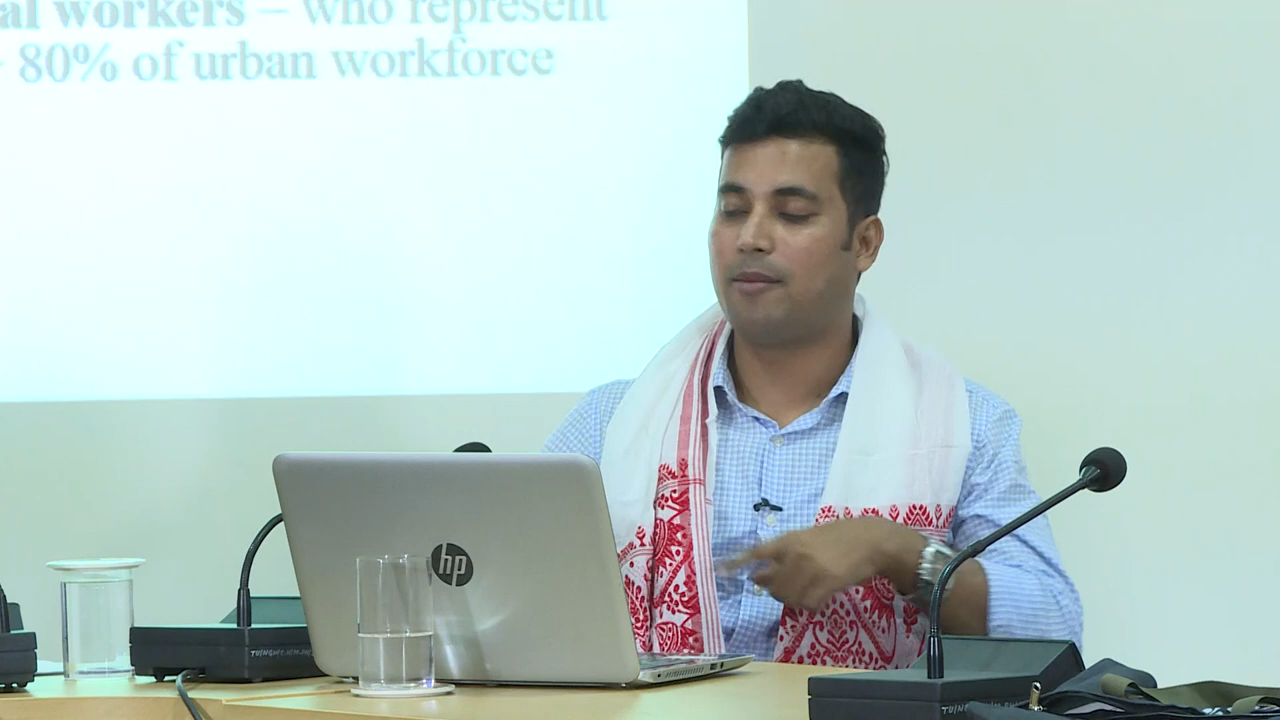 al workers – who represent
80% of urban workforce
hp